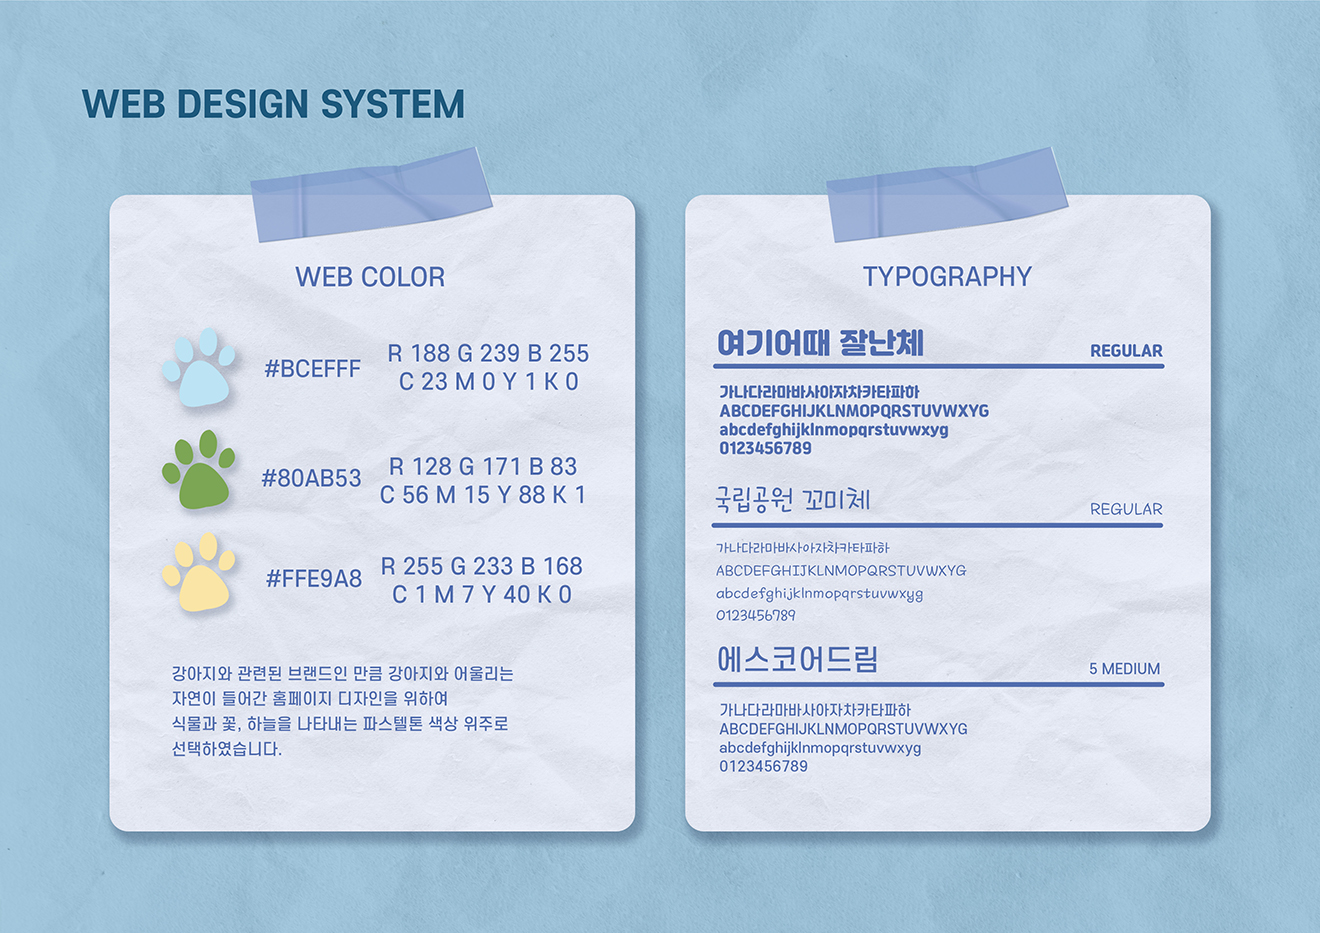 WEB DESIGN SYSTEM
WEB COLOR
#BCEFFF
R 188 G 239 B 255
C 23 M 0 Y 1 K 0
#80AB53
R 128 G 171 B 83
C 56 M 15 Y 88 K 1
#FFE9A8
R 255 G 233 B 168
C 1 M 7 Y 40 K 0
강아지와 관련된 브랜드인 만큼 강아지와 어울리는
자연이 들어간 홈페이지 디자인을 위하여
식물과 꽃, 하늘을 나타내는 파스텔톤 색상 위주로
선택하였습니다.
TYPOGRAPHY
여기어때 잘난체 REGULAR
가나다라마바사아자차카타파하
ABCDEFGHIJKLNMOPQRSTUVWXYG
abcdefghijklnmopqrstuvwxyg
0123456789
국립공원 꼬미체 REGULAR
가나다라마바사아자차카타파하
ABCDEFGHIJKLNMOPQRSTUVWXYG
abcdefghijklnmopqrstuvwxyg
0123456789
에스코어드림 5 MEDIUM
가나다라마바사아자차카타파하
ABCDEFGHIJKLNMOPQRSTUVWXYG
abcdefghijklnmopqrstuvwxyg
0123456789